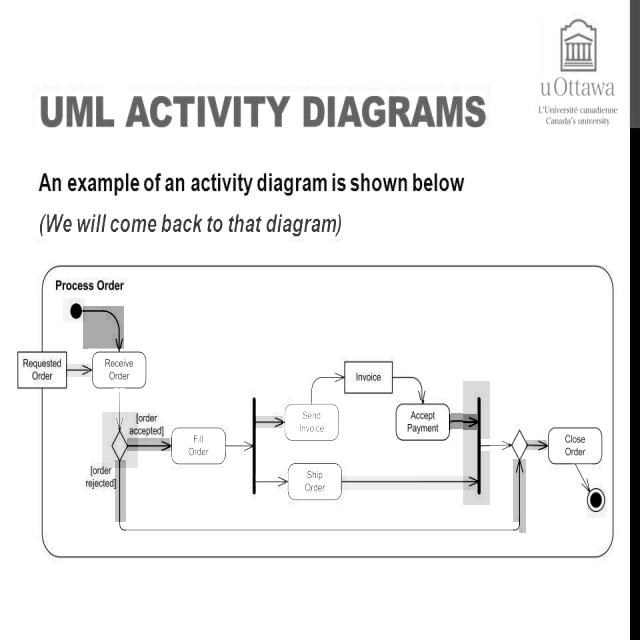 uOttawa
L'Université canadienne
Canada's university
UML ACTIVITY DIAGRAMS
An example of an activity diagram is shown below
(We will come back to that diagram)
Process Order
Requested
Order
Receive
Order
[order
accepted]
[order
rejected]
Fill
Order
Send
Invoice
Invoice
Accept
Payment
Ship
Order
Close
Order